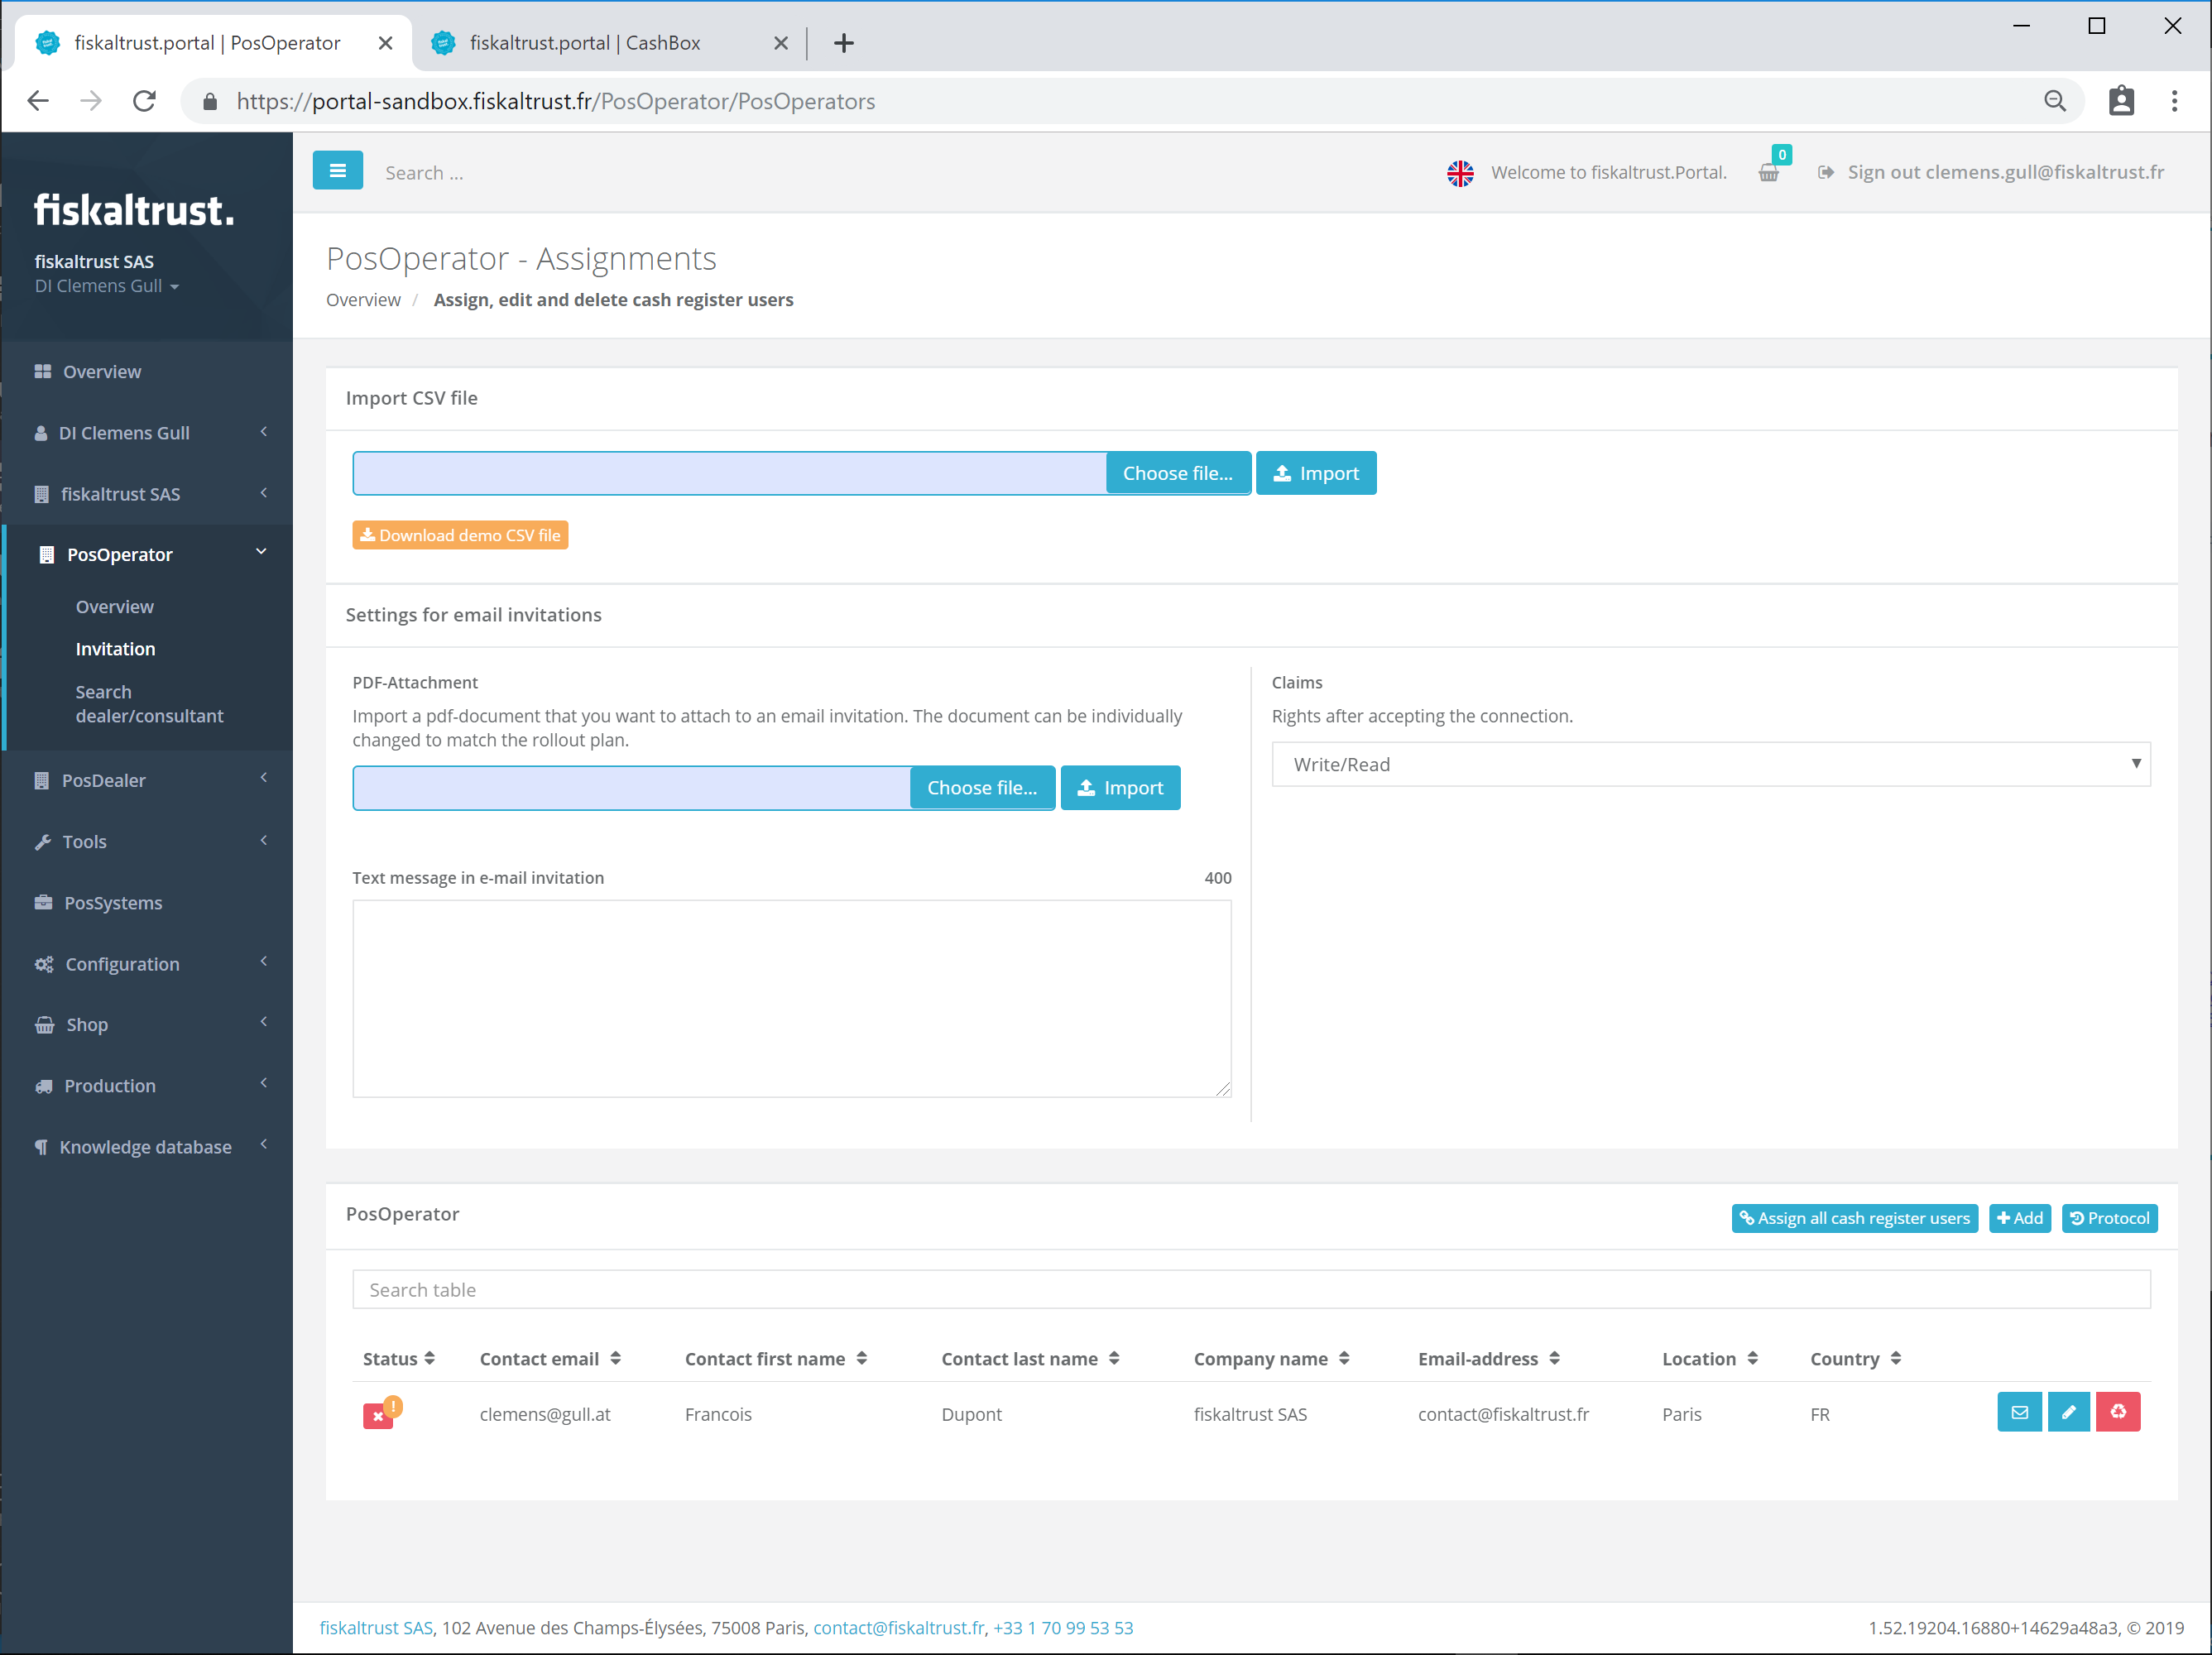 fiskaltrust.portal | PosOperator
fiskaltrust.portal | CashBox
https://portal-sandbox.fiskaltrust.fr/PosOperator/PosOperators
fiskaltrust.
fiskaltrust SAS
DI Clemens Gull
Overview
DI Clemens Gull
fiskaltrust SAS
PosOperator
Overview
Invitation
Search
dealer/consultant
PosDealer
Tools
PosSystems
Configuration
Shop
Production
Knowledge database
Search ...
Welcome to fiskaltrust.Portal.
0
Sign out clemens.gull@fiskaltrust.fr
PosOperator - Assignments
Overview / Assign, edit and delete cash register users
Import CSV file
Choose file...
Import
Download demo CSV file
Settings for email invitations
PDF-Attachment
Import a pdf-document that you want to attach to an email invitation. The document can be individually
changed to match the rollout plan.
Choose file...
Import
Text message in e-mail invitation 400
Claims
Rights after accepting the connection.
Write/Read
PosOperator
Assign all cash register users
Add
Protocol
Search table
Status Contact email Contact first name Contact last name Company name Email-address Location Country
! clemens@gull.at Francois Dupont fiskaltrust SAS contact@fiskaltrust.fr Paris FR
fiskaltrust SAS, 102 Avenue des Champs-Élysées, 75008 Paris, contact@fiskaltrust.fr, +33 1 70 99 53 53
1.52.19204.16880+14629a48a3, © 2019